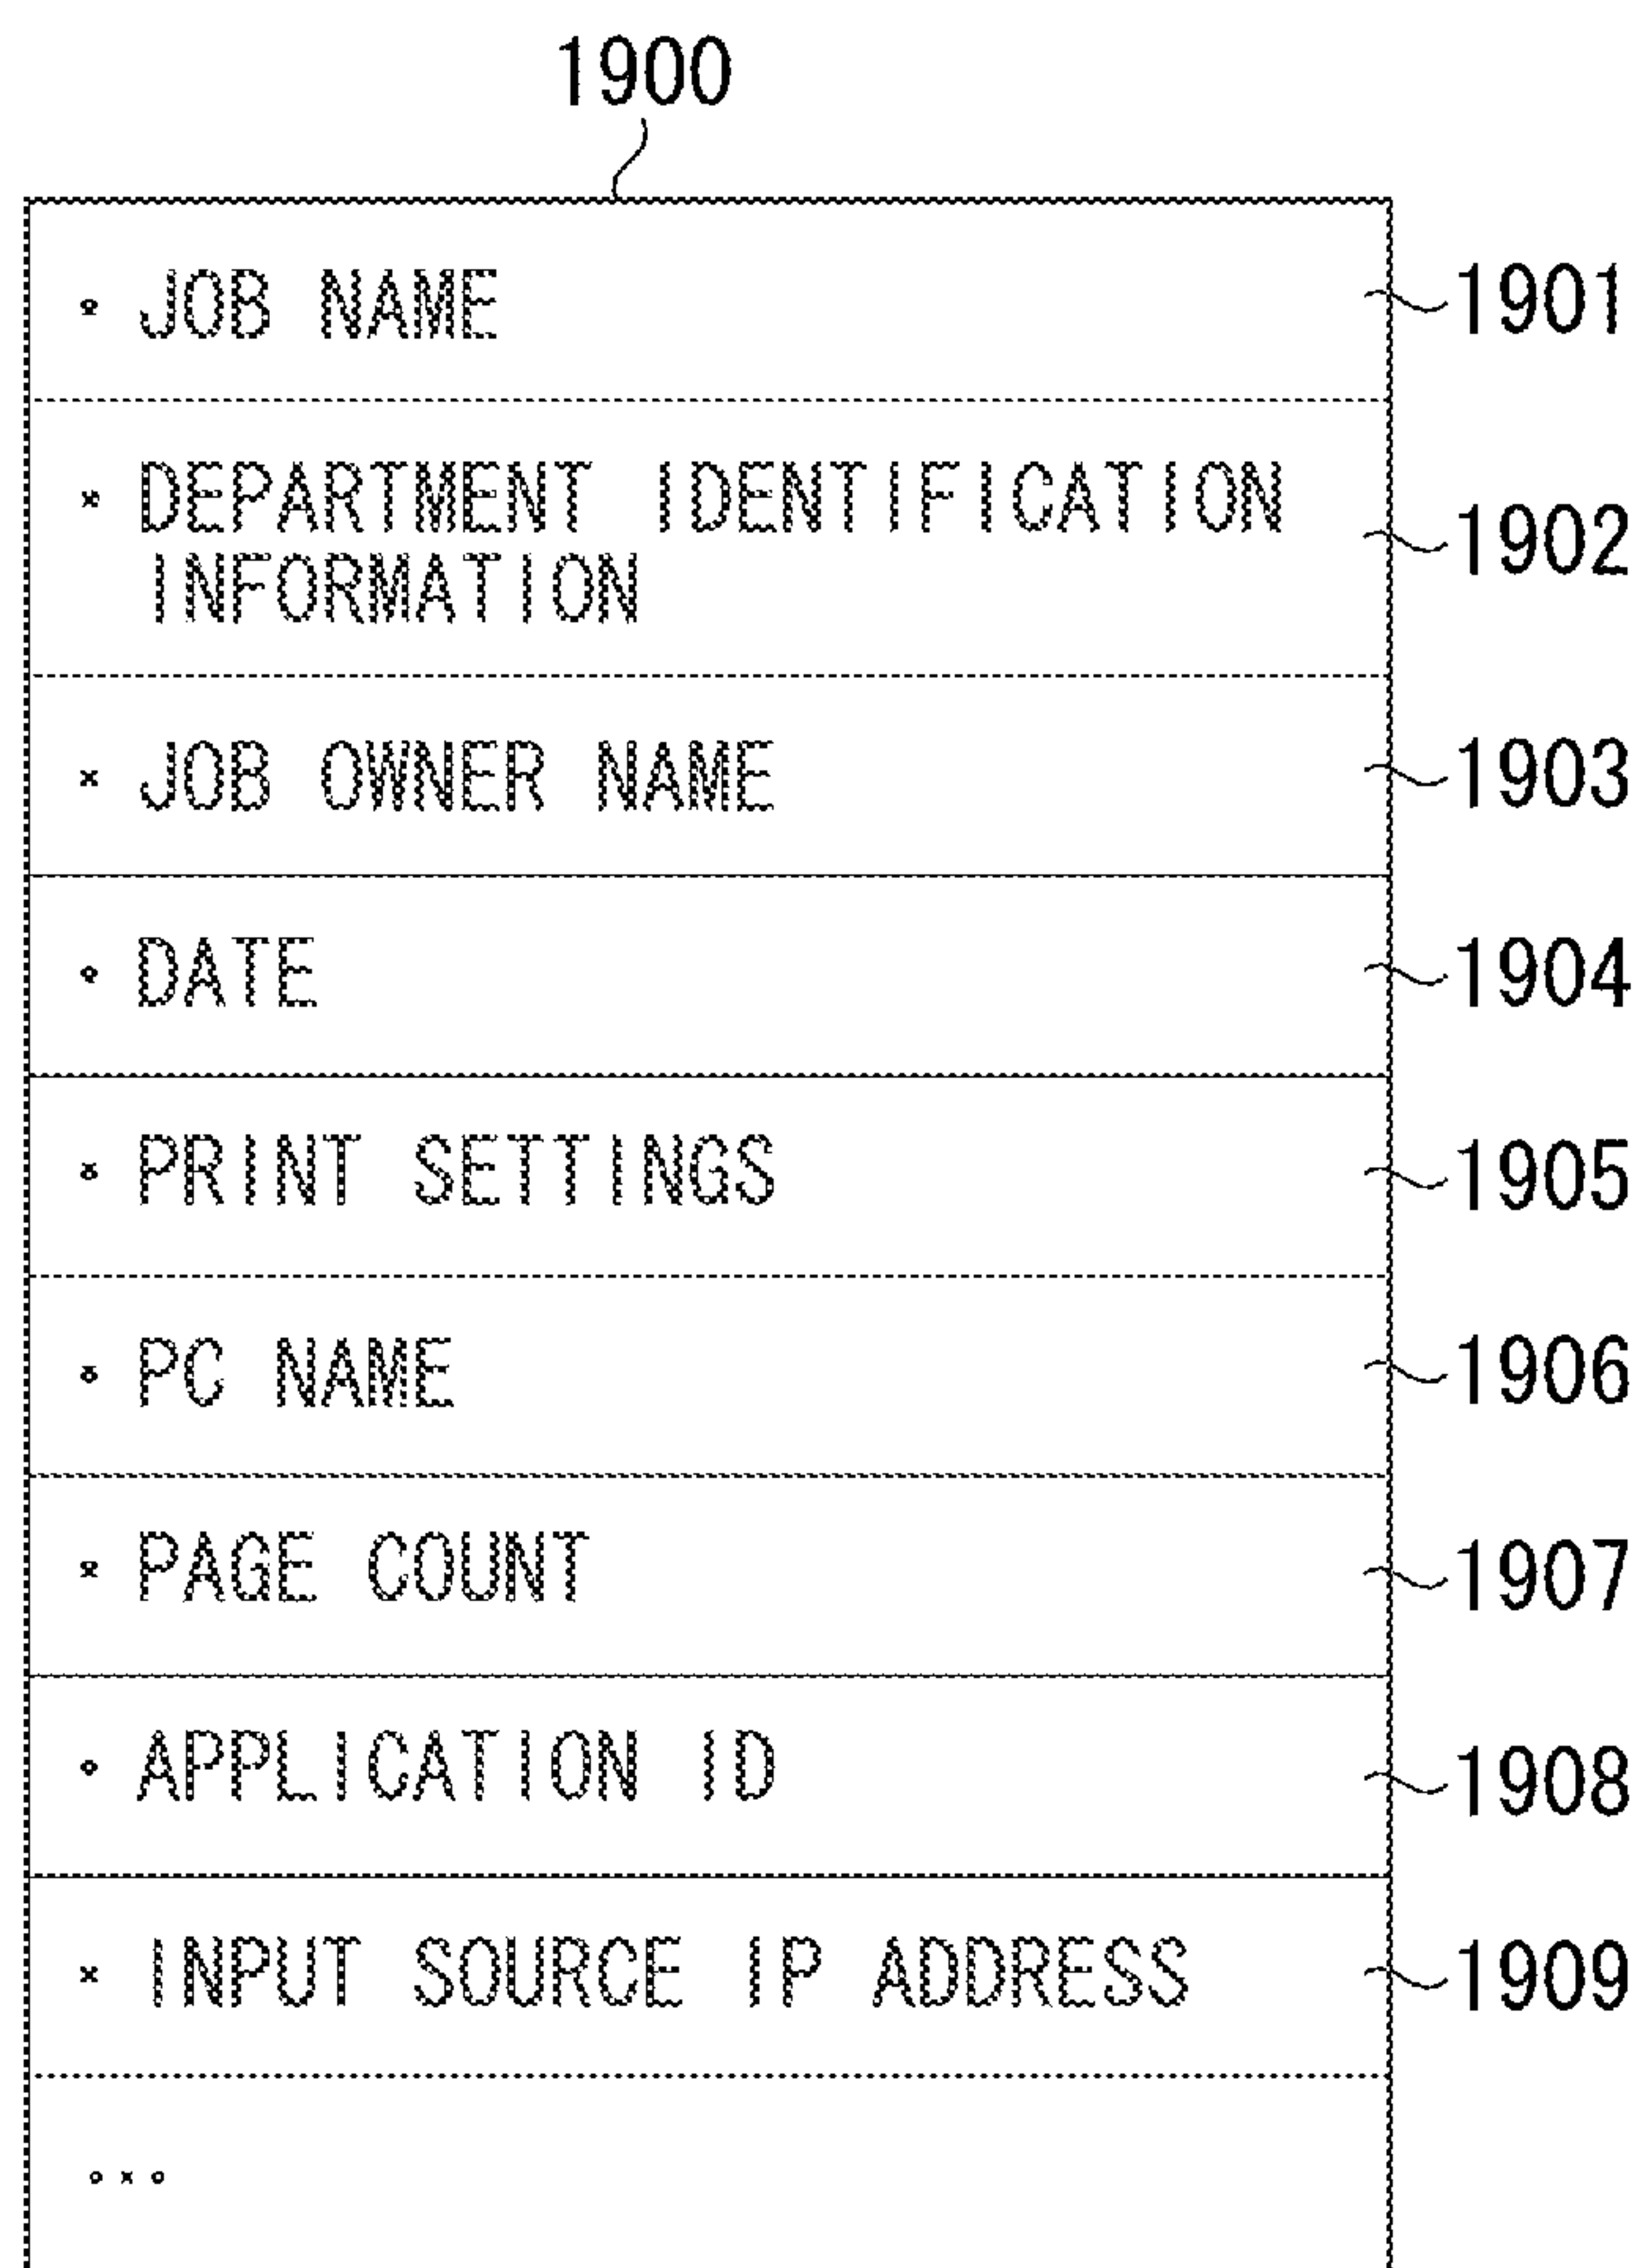 1900
• JOB NAME 1901
• DEPARTMENT IDENTIFICATION
INFORMATION 1902
• JOB OWNER NAME 1903
• DATE 1904
• PRINT SETTINGS 1905
• PC NAME 1906
• PAGE COUNT 1907
• APPLICATION ID 1908
• INPUT SOURCE IP ADDRESS 1909
...